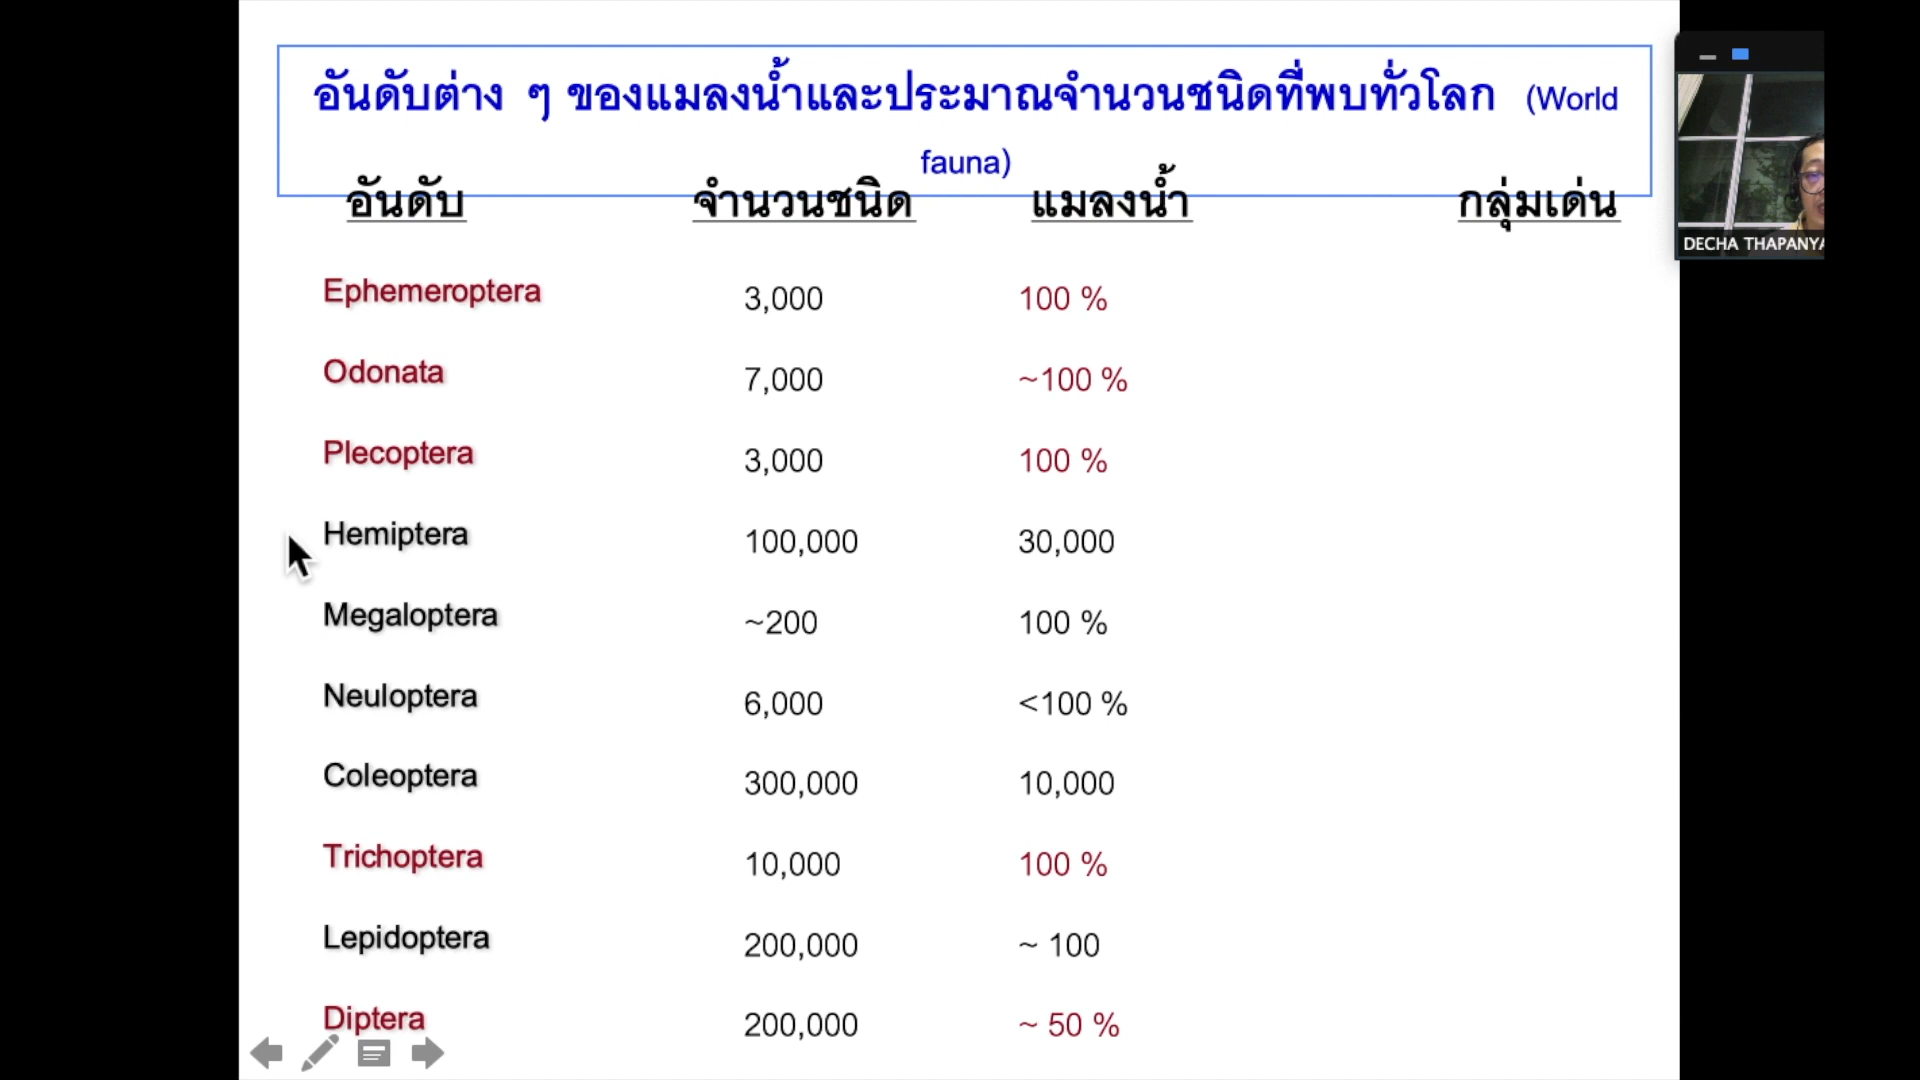 อันดับต่าง ๆ ของแมลงน้ำและประมาณจำนวนชนิดที่พบทั่วโลก (World
fauna)
อันดับ จำนวนชนิด แมลงน้ำ กลุ่มเด่น
Ephemeroptera 3,000 100 %
Odonata 7,000 ~100 %
Plecoptera 3,000 100 %
Hemiptera 100,000 30,000
Megaloptera ~200 100 %
Neuloptera 6,000 <100 %
Coleoptera 300,000 10,000
Trichoptera 10,000 100 %
Lepidoptera 200,000 ~ 100
Diptera 200,000 ~ 50 %
DECHA THAPANYA